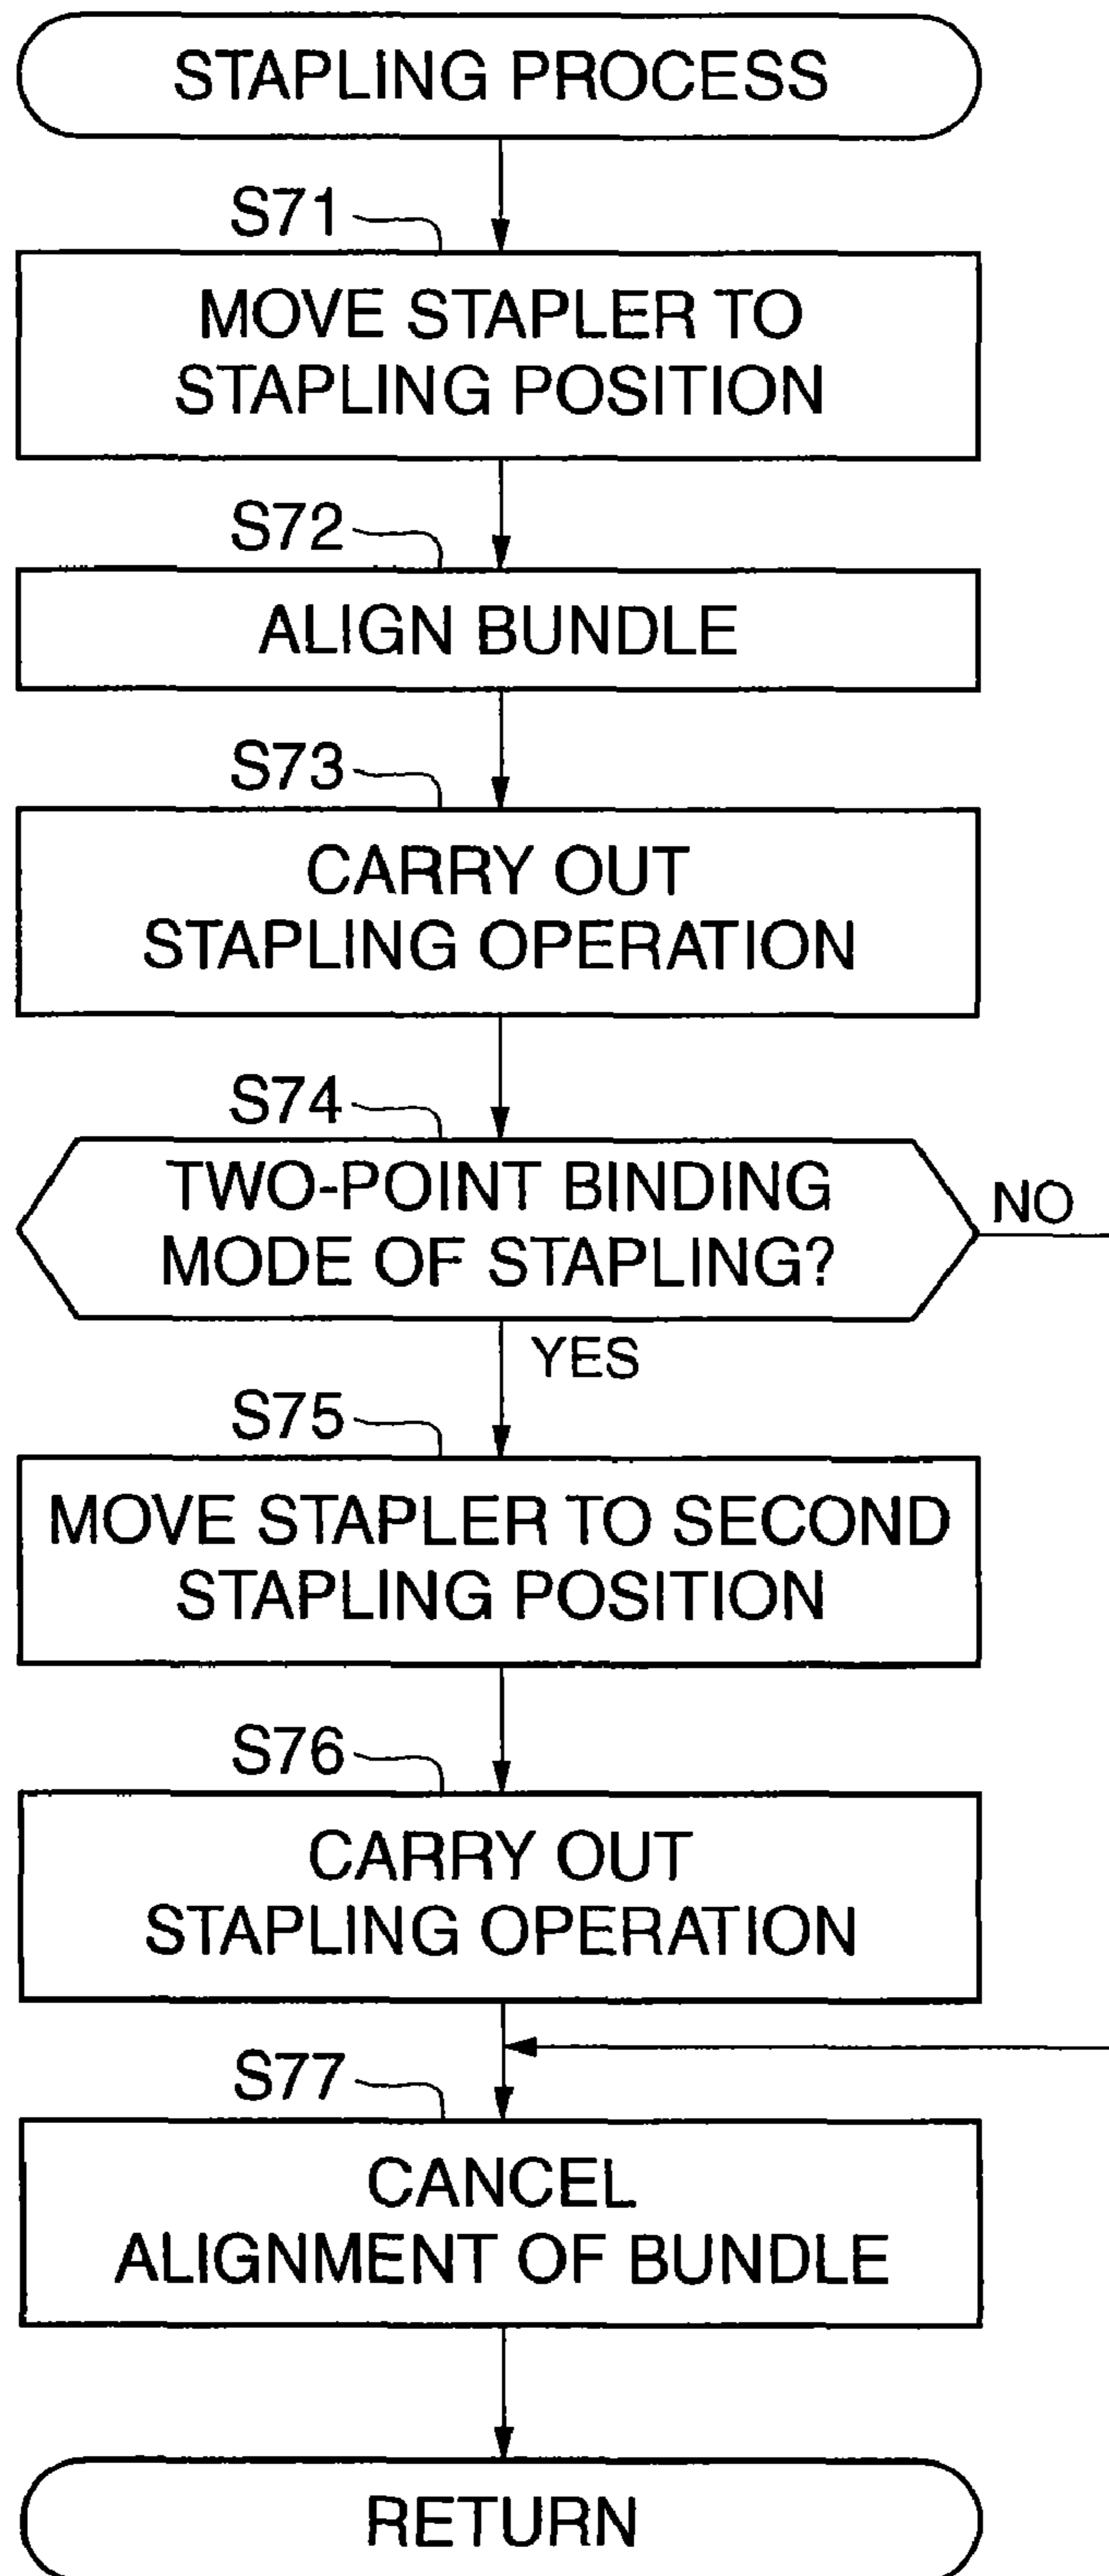 STAPLING PROCESS
S71
MOVE STAPLER TO
STAPLING POSITION
S72
ALIGN BUNDLE
S73
CARRY OUT
STAPLING OPERATION
S74
TWO-POINT BINDING
MODE OF STAPLING?
NO
YES
S75
MOVE STAPLER TO SECOND
STAPLING POSITION
S76
CARRY OUT
STAPLING OPERATION
S77
CANCEL
ALIGNMENT OF BUNDLE
RETURN